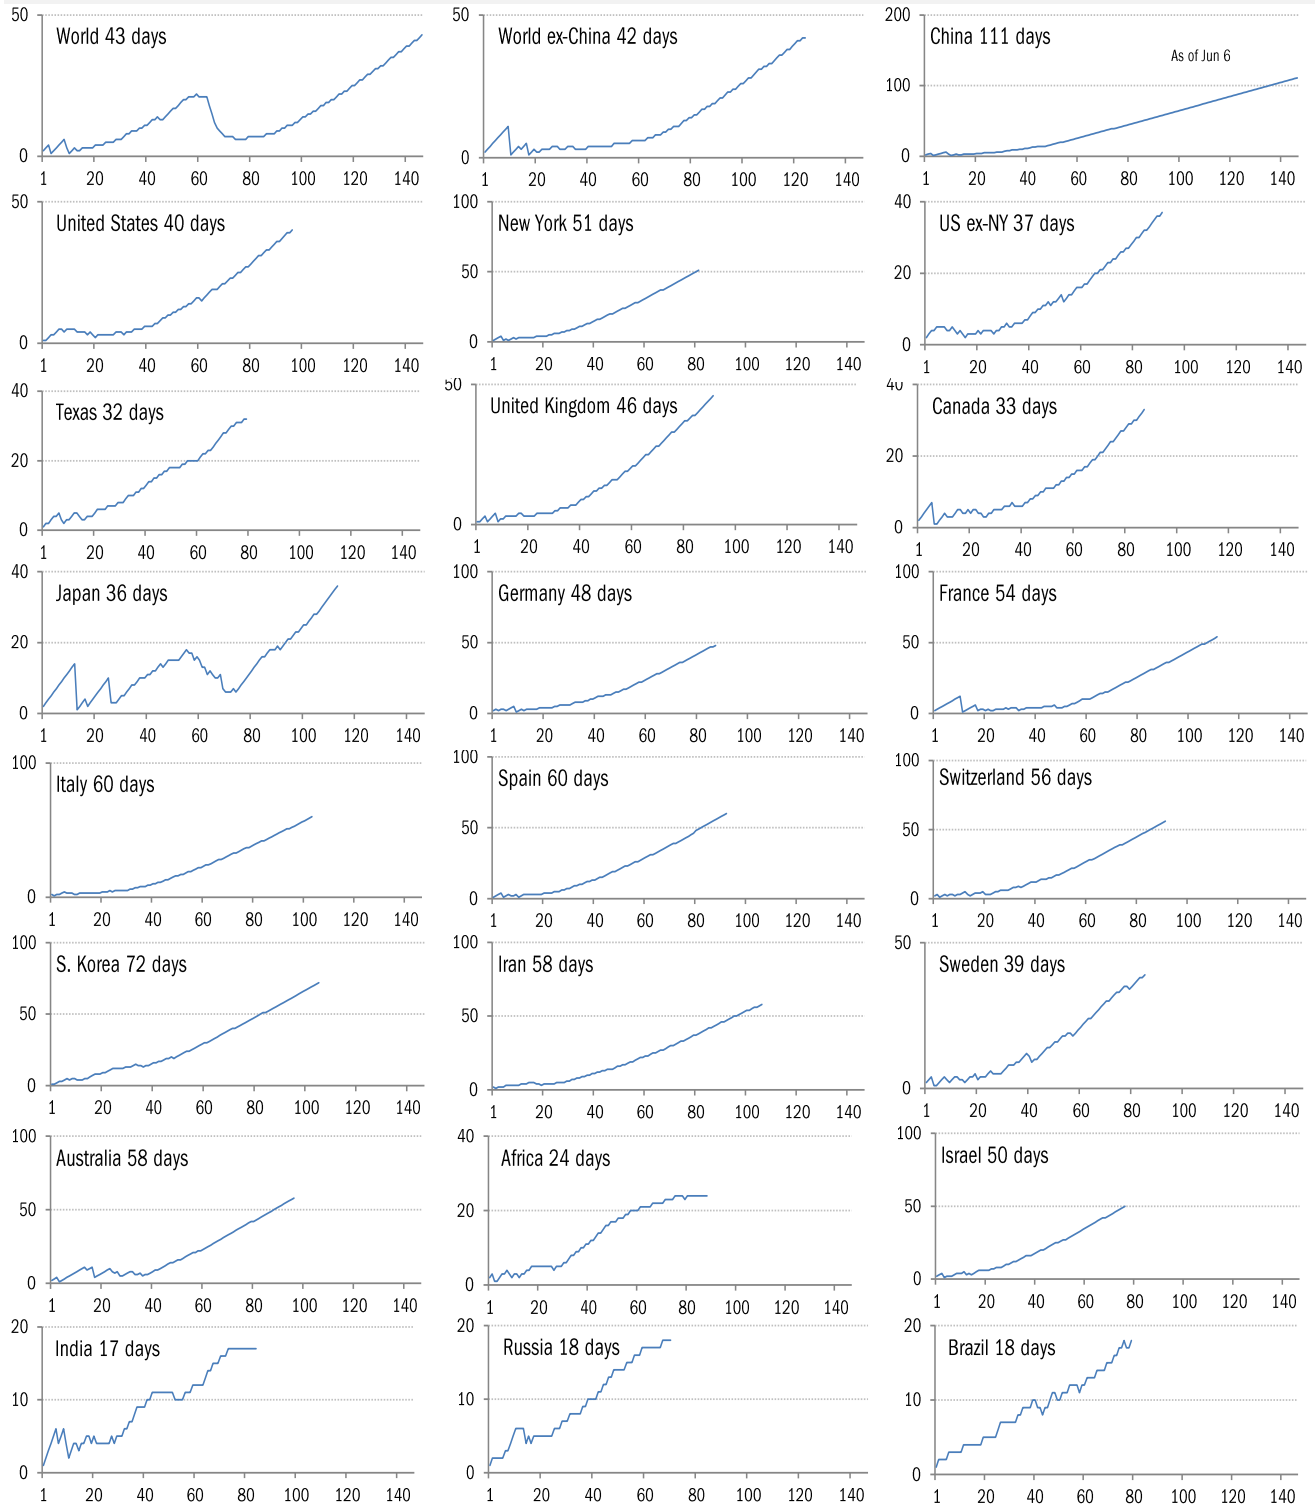 50
World 43 days
0
1 20 40 60 80 100 120 140
50
World ex-China 42 days
0
1 20 40 60 80 100 120 140
200
China 111 days
As of Jun 6
100
0
1 20 40 60 80 100 120 140
50
United States 40 days
0
1 20 40 60 80 100 120 140
100
New York 51 days
50
0
1 20 40 60 80 100 120 140
40
US ex-NY 37 days
20
0
1 20 40 60 80 100 120 140
40
Texas 32 days
20
0
1 20 40 60 80 100 120 140
50
United Kingdom 46 days
0
1 20 40 60 80 100 120 140
40
Canada 33 days
20
0
1 20 40 60 80 100 120 140
40
Japan 36 days
20
0
1 20 40 60 80 100 120 140
100
Germany 48 days
50
0
1 20 40 60 80 100 120 140
100
France 54 days
50
0
1 20 40 60 80 100 120 140
100
Italy 60 days
0
1 20 40 60 80 100 120 140
100
Spain 60 days
50
0
1 20 40 60 80 100 120 140
100
Switzerland 56 days
50
0
1 20 40 60 80 100 120 140
100
S. Korea 72 days
50
0
1 20 40 60 80 100 120 140
100
Iran 58 days
50
0
1 20 40 60 80 100 120 140
50
Sweden 39 days
0
1 20 40 60 80 100 120 140
100
Australia 58 days
50
0
1 20 40 60 80 100 120 140
40
Africa 24 days
20
0
1 20 40 60 80 100 120 140
100
Israel 50 days
50
0
1 20 40 60 80 100 120 140
20
India 17 days
10
0
1 20 40 60 80 100 120 140
20
Russia 18 days
10
0
1 20 40 60 80 100 120 140
20
Brazil 18 days
10
0
1 20 40 60 80 100 120 140